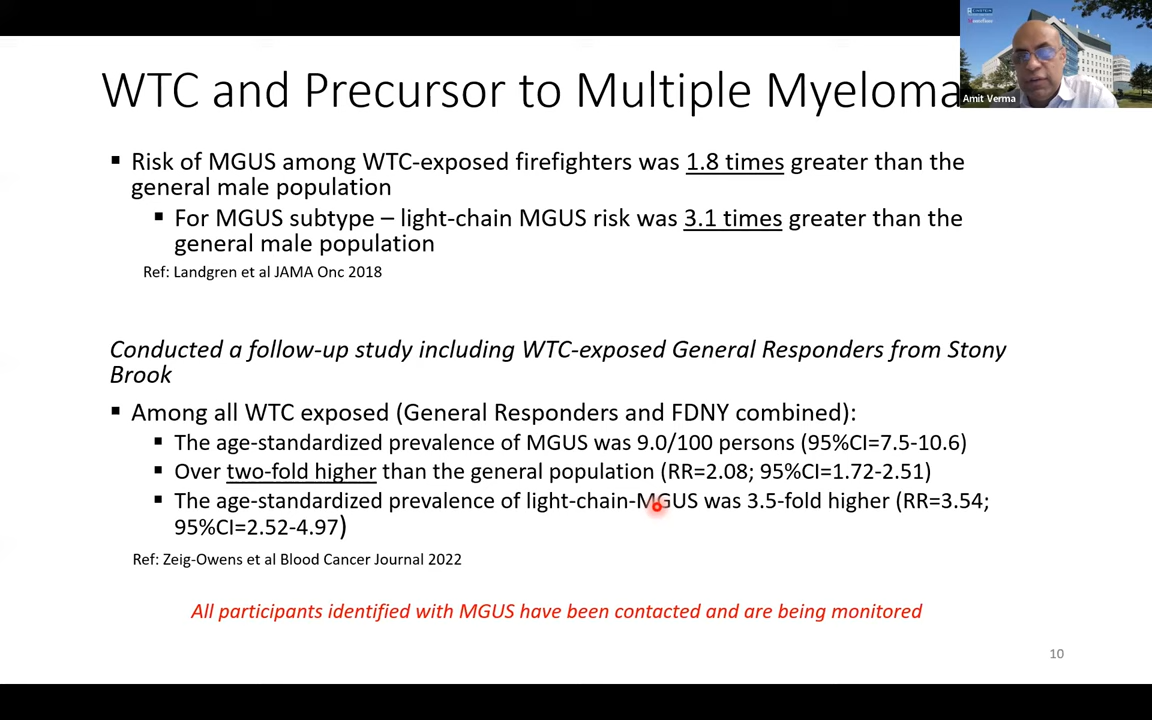 WTC and Precursor to Multiple Myeloma
EINSTEIN
Montefiore
Amit Verma
▪ Risk of MGUS among WTC-exposed firefighters was 1.8 times greater than the
general male population
▪ For MGUS subtype – light-chain MGUS risk was 3.1 times greater than the
general male population
Ref: Landgren et al JAMA Onc 2018
Conducted a follow-up study including WTC-exposed General Responders from Stony
Brook
▪ Among all WTC exposed (General Responders and FDNY combined):
▪ The age-standardized prevalence of MGUS was 9.0/100 persons (95%CI=7.5-10.6)
▪ Over two-fold higher than the general population (RR=2.08; 95%CI=1.72-2.51)
▪ The age-standardized prevalence of light-chain-MGUS was 3.5-fold higher (RR=3.54;
95%CI=2.52-4.97)
Ref: Zeig-Owens et al Blood Cancer Journal 2022
All participants identified with MGUS have been contacted and are being monitored
10